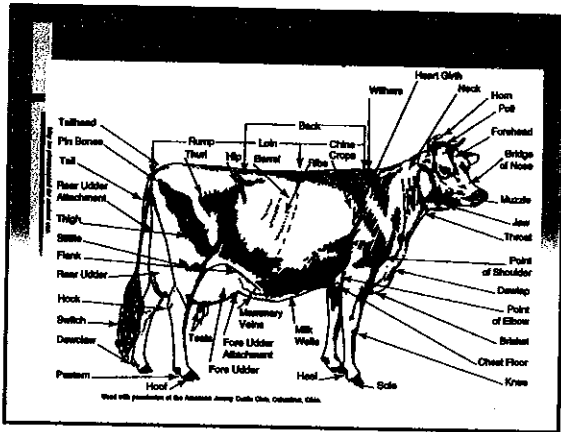 Heart Girth
Withers
Neck
Horn
Poll
Forehead
Bridge
of Nose
Muzzle
Jaw
Throat
Point
of Shoulder
Dewlap
Point
of Elbow
Brisket
Chest Floor
Knee
Back
Rump
Loin
Chine
Thurl
Hip
Barrel
Ribs
Crops
Tailhead
Pin Bones
Tail
Rear Udder
Attachment
Thigh
Stifle
Flank
Rear Udder
Hock
Switch
Dewclaw
Pastern
Hoof
Teats
Mammary
Veins
Fore Udder
Attachment
Fore Udder
Milk
Wells
Heel
Sole
Used with permission of the American Jersey Cattle Club, Columbus, Ohio.